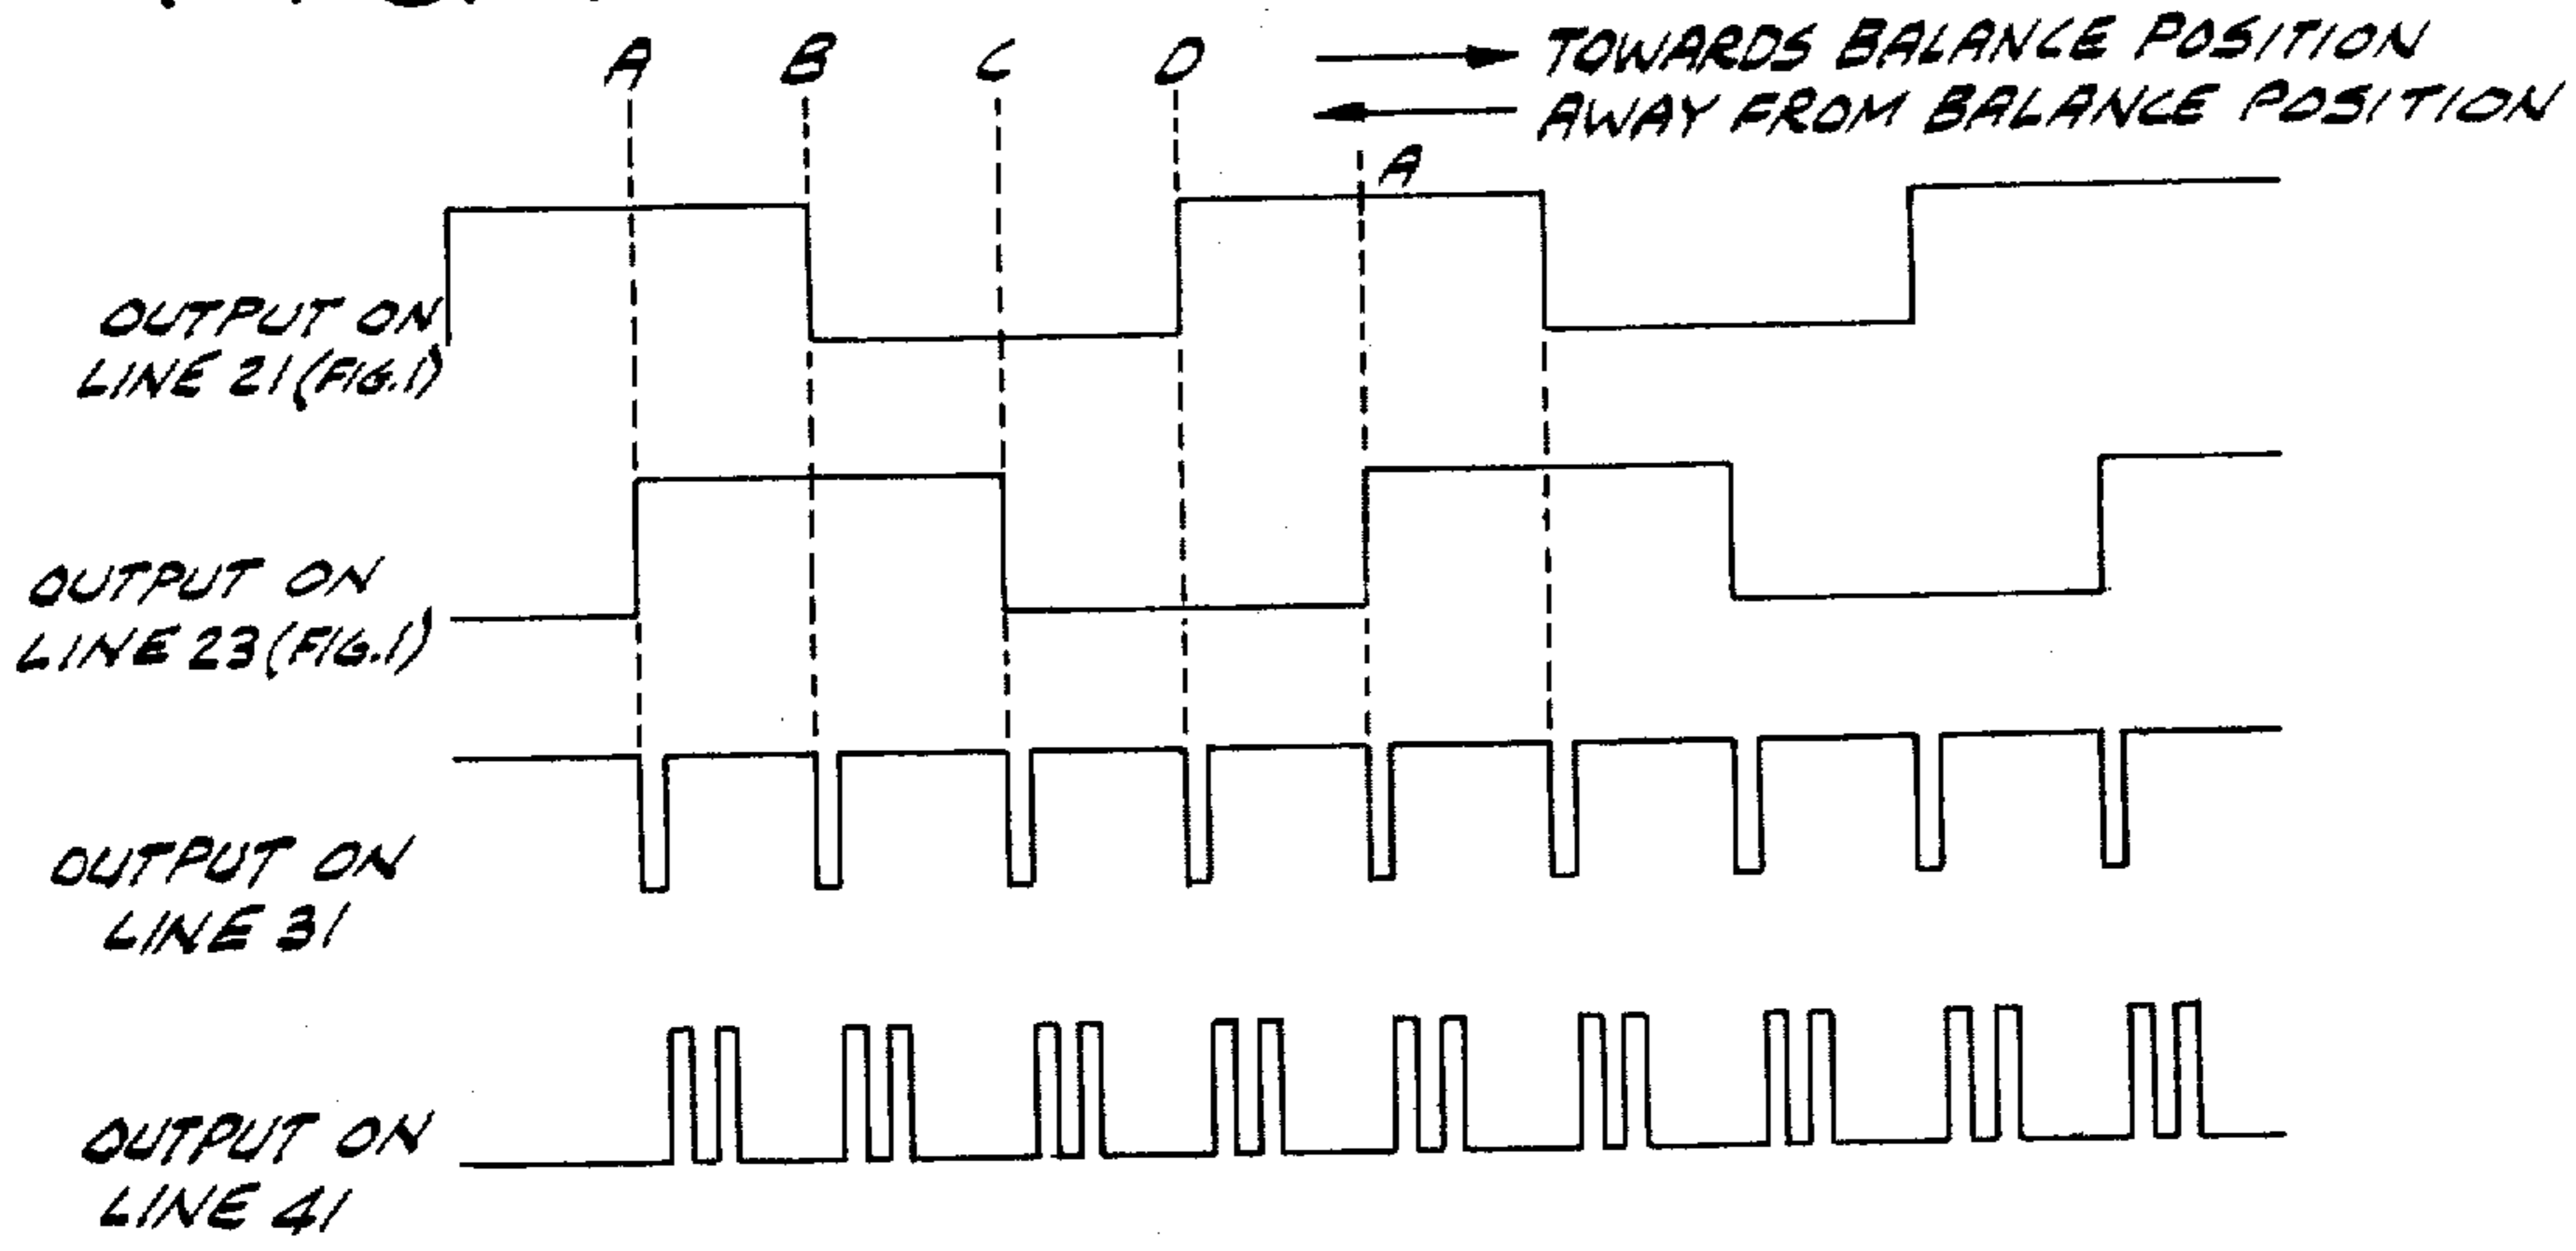 A B C D TOWARDS BALANCE POSITION
AWAY FROM BALANCE POSITION
A
OUTPUT ON
LINE 21 (FIG.1)
OUTPUT ON
LINE 23 (FIG.1)
OUTPUT ON
LINE 31
OUTPUT ON
LINE 41